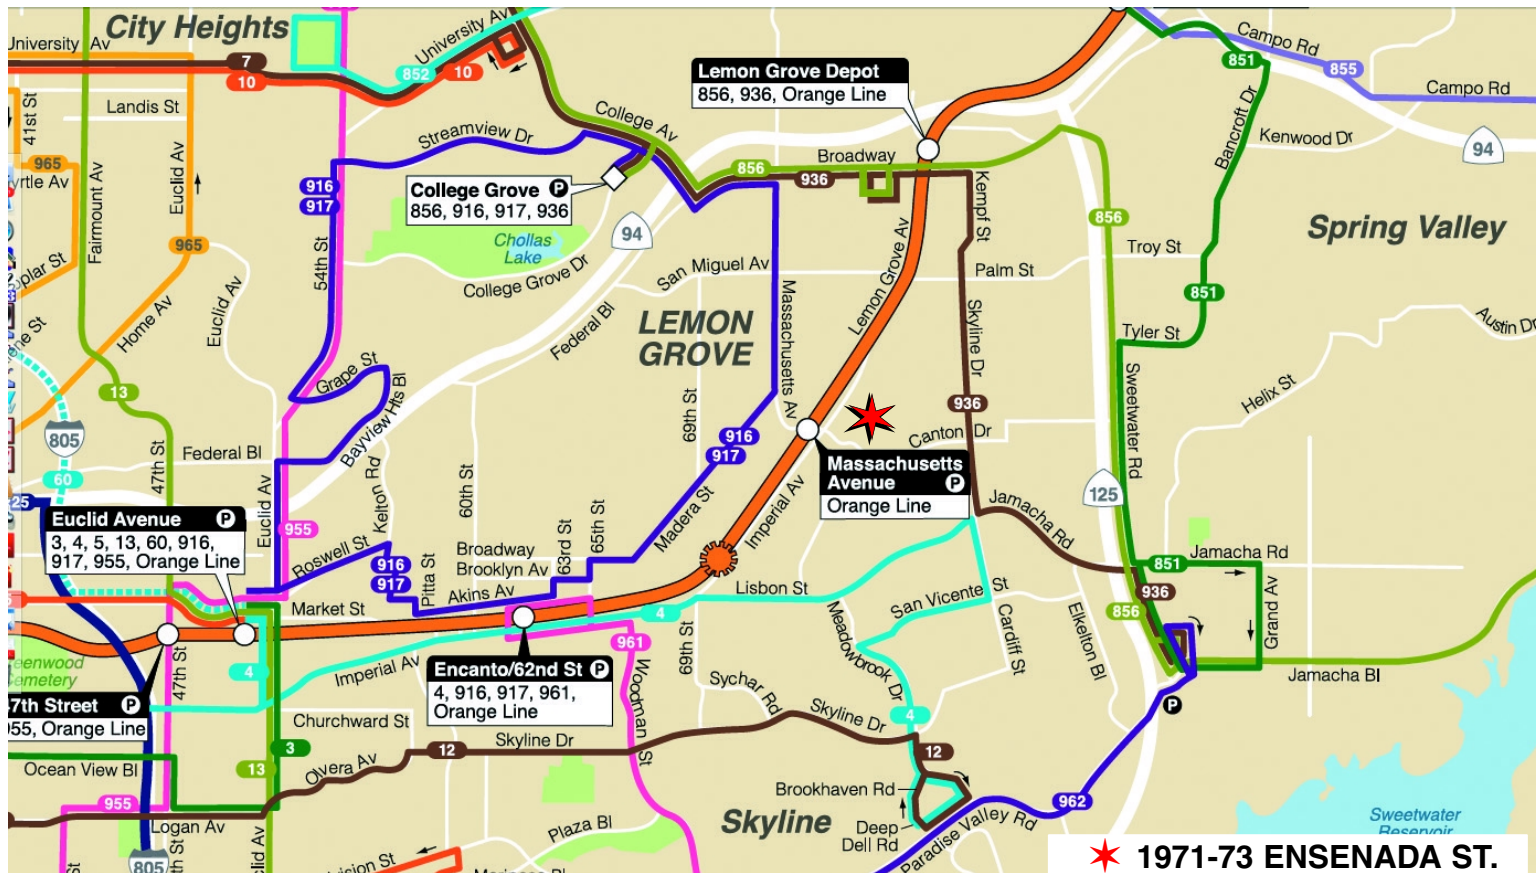 City Heights
University Av
University Av
7
10
852
10
41st St
Landis St
965
Myrtle Av
Fairmount Av
Euclid Av
965
Poplar St
Home Av
Euclid Av
13
805
60
25
47th St
Federal Bl
Euclid Av
955
Streamview Dr
College Av
916
917
54th St
College Grove P
856, 916, 917, 936
94
Chollas
Lake
College Grove Dr
Federal Bl
San Miguel Av
Grape St
Bayview Hts Bl
Kelton Rd
LEMON
GROVE
Lemon Grove Depot
856, 936, Orange Line
856
Broadway
936
Kempf St
Lemon Grove Av
Massachusetts Av
69th St
916
917
Madera St
Palm St
Skyline Dr
936
Canton Dr
Massachusetts
Avenue P
Orange Line
Imperial Av
Jamacha Rd
Campo Rd
851
855
Campo Rd
Bancroft Dr
Kenwood Dr
94
856
Troy St
Spring Valley
851
Tyler St
Sweetwater Rd
Austin Dr
Helix St
125
851
Jamacha Rd
936
856
Grand Av
Jamacha Bl
P
Elkelton Bl
Euclid Avenue P
3, 4, 5, 13, 60, 916,
917, 955, Orange Line
Roswell St
916
917
Pitta St
60th St
Broadway
Brooklyn Av
63rd St
65th St
Akins Av
Market St
Lisbon St
4
San Vicente St
Cardiff St
Meadowbrook Dr
69th St
961
Woodman St
Imperial Av
4
Encanto/62nd St P
4, 916, 917, 961,
Orange Line
47th St
47th Street P
955, Orange Line
Greenwood
Cemetery
Churchward St
3
13
Ocean View Bl
955
Olvera Av
12
Skyline Dr
Sychar Rd
Skyline Dr
4
12
Brookhaven Rd
Deep
Dell Rd
Skyline
Paradise Valley Rd
962
Plaza Bl
Logan Av
805
Sweetwater
Reservoir
1971-73 ENSENADA ST.